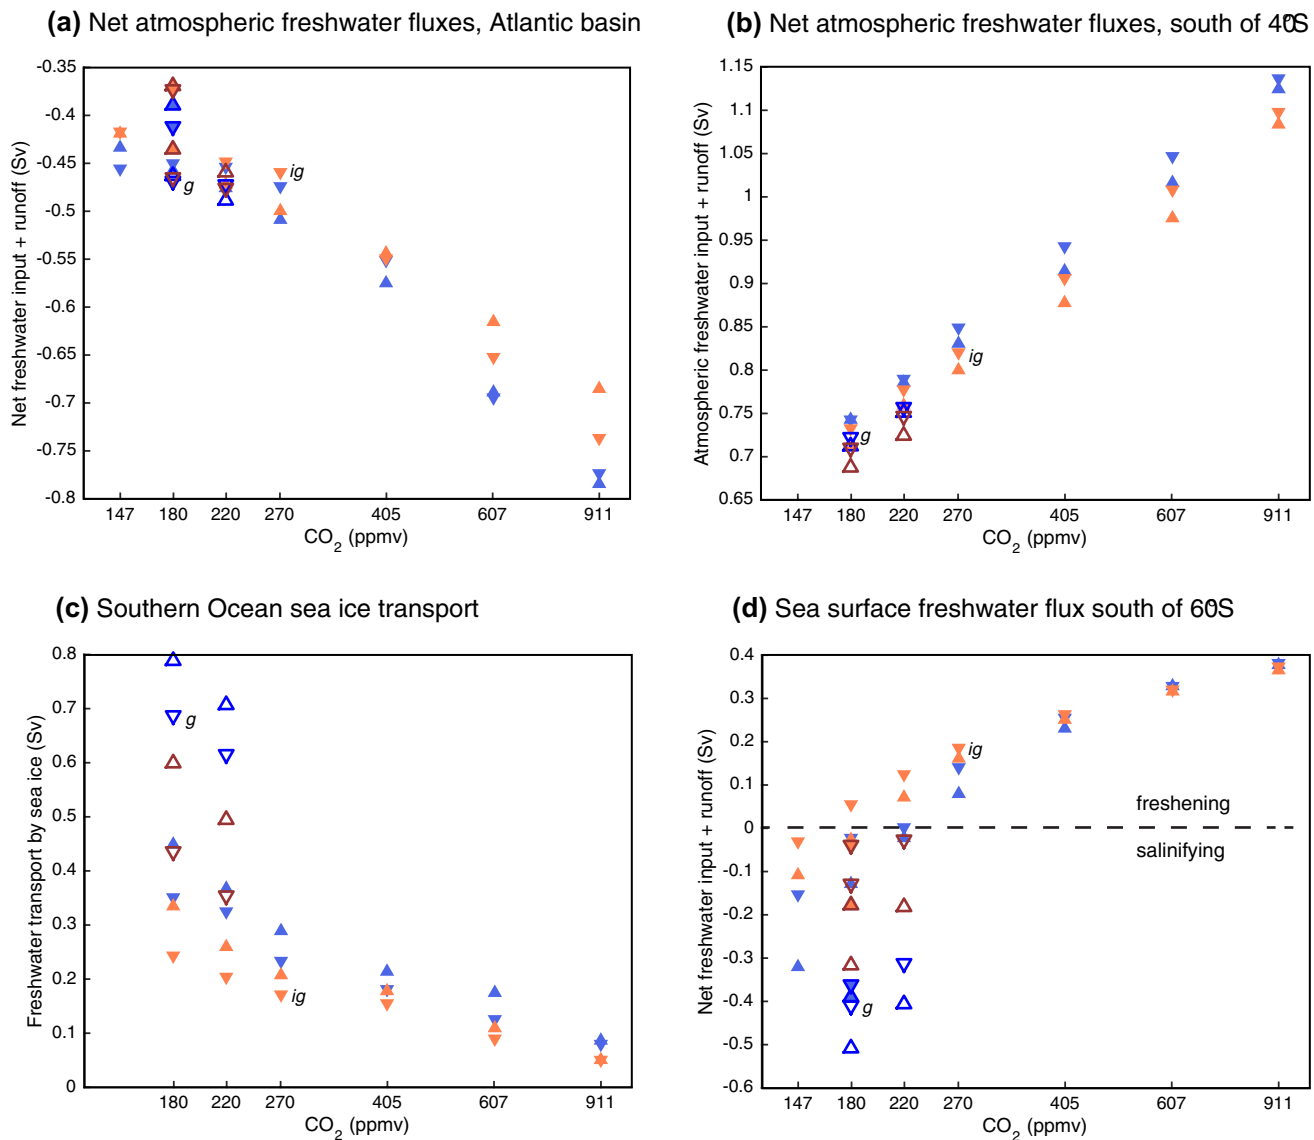 (a) Net atmospheric freshwater fluxes, Atlantic basin
-0.35
-0.4
-0.45
-0.5
-0.55
-0.6
-0.65
-0.7
-0.75
-0.8
Net freshwater input + runoff (Sv)
g
ig
147 180 220 270 405 607 911
CO2 (ppmv)
(b) Net atmospheric freshwater fluxes, south of 40°S
1.15
1.1
1.05
1
0.95
0.9
0.85
0.8
0.75
0.7
0.65
Atmospheric freshwater input + runoff (Sv)
ig
g
147 180 220 270 405 607 911
CO2 (ppmv)
(c) Southern Ocean sea ice transport
0.8
0.7
0.6
0.5
0.4
0.3
0.2
0.1
0
Freshwater transport by sea ice (Sv)
g
ig
180 220 270 405 607 911
CO2 (ppmv)
(d) Sea surface freshwater flux south of 60°S
0.4
0.3
0.2
0.1
0
-0.1
-0.2
-0.3
-0.4
-0.5
-0.6
Net freshwater input + runoff (Sv)
ig
freshening
salinifying
g
147 180 220 270 405 607 911
CO2 (ppmv)